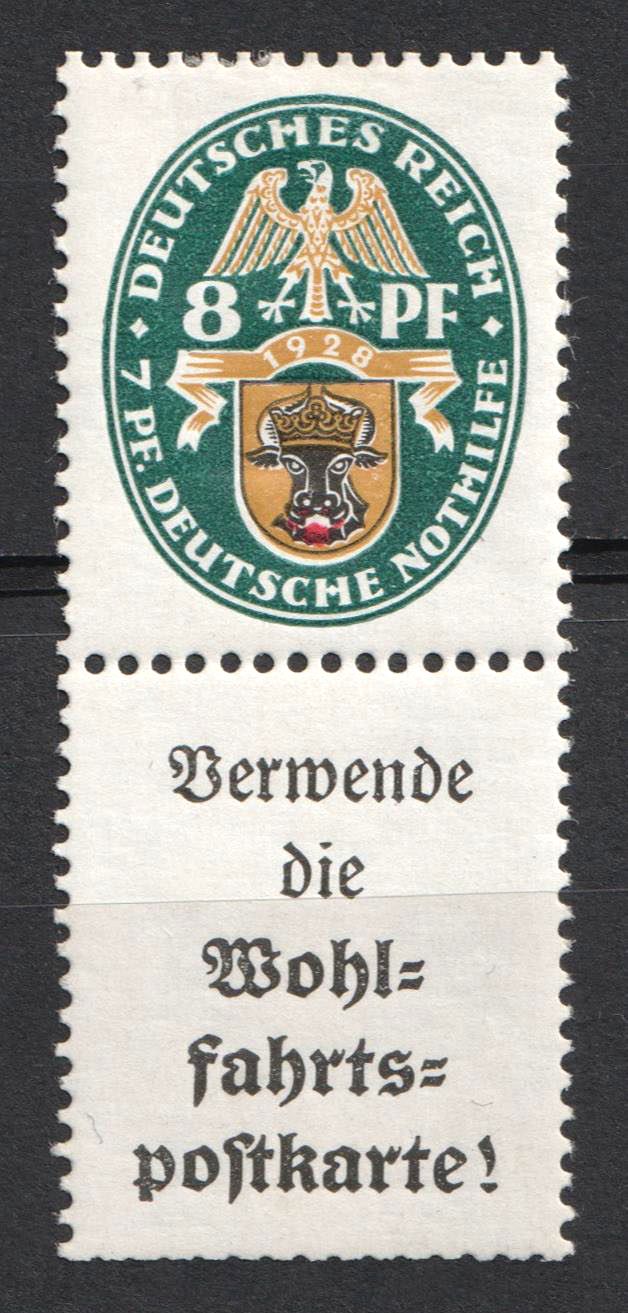 DEUTSCHES REICH
8 PF
1928
7 PF. DEUTSCHE NOTHILFE
Verwende
die
Wohl=
fahrts=
poſtkarte!